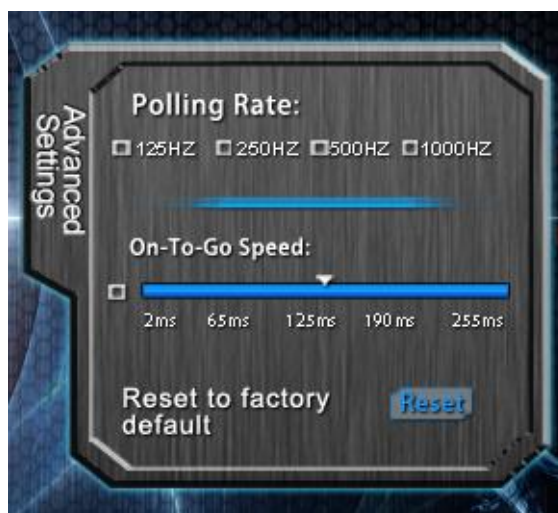 Advanced
Settings
Polling Rate:
125HZ 250HZ 500HZ 1000HZ
On-To-Go Speed:
2ms 65ms 125ms 190ms 255ms
Reset to factory
default
Reset